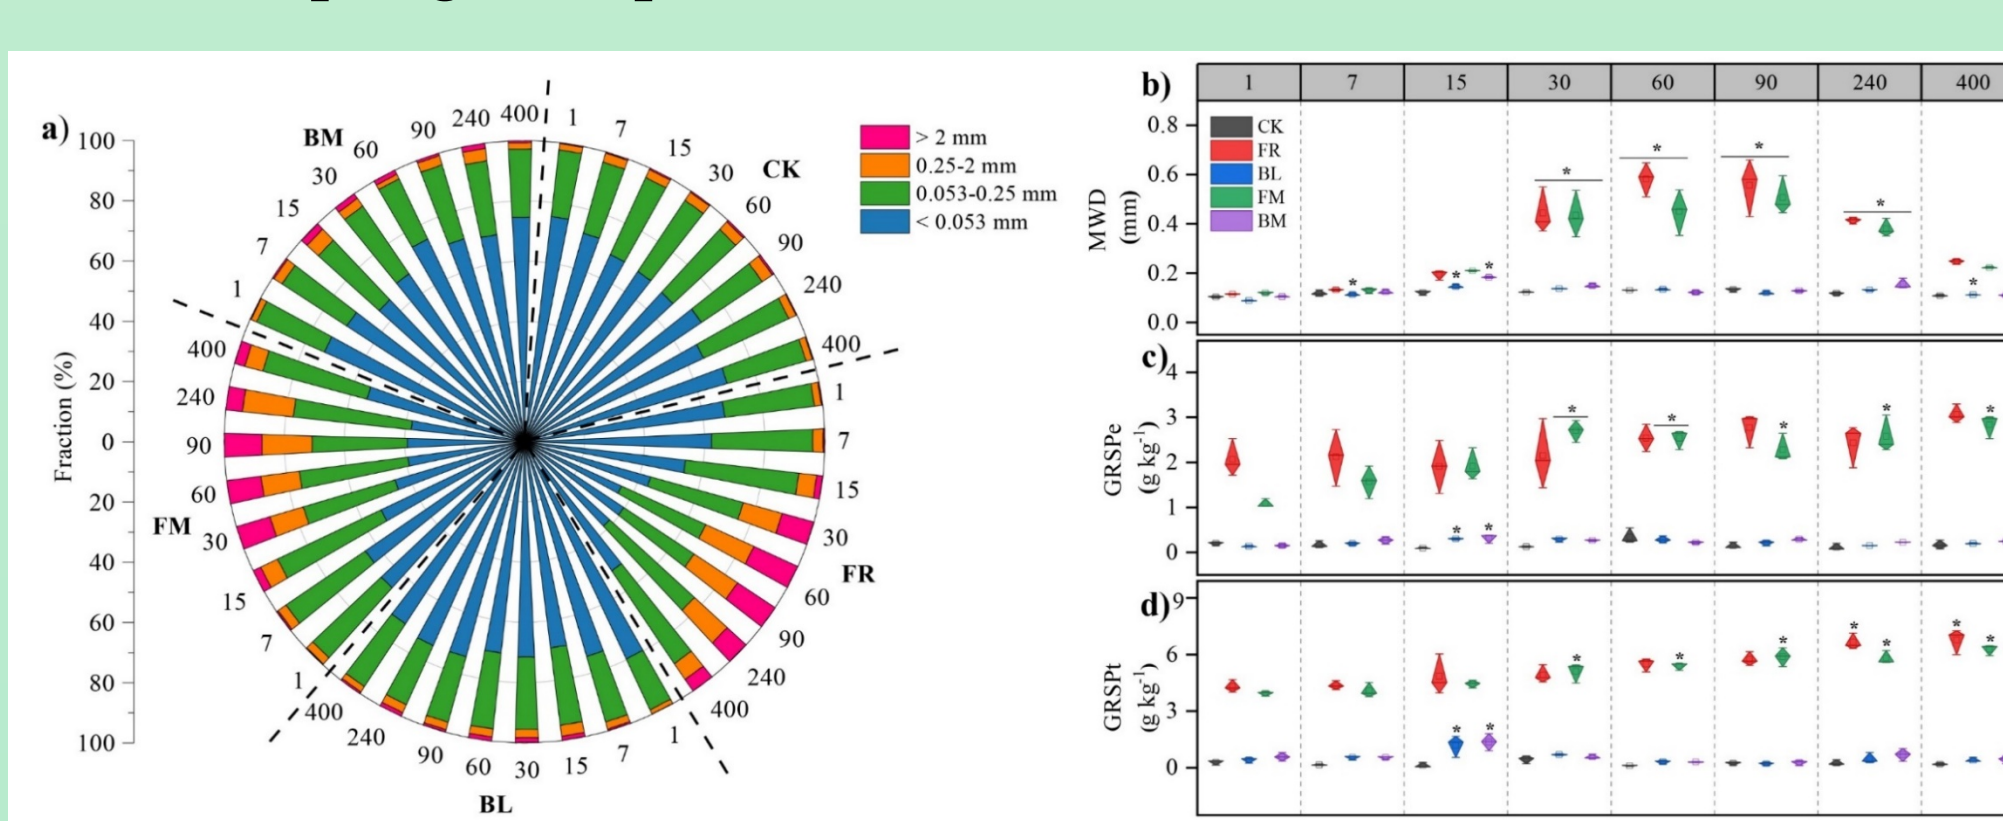 a)
100
80
60
40
20
0
20
40
60
80
100
Fraction (%)
BM
1
7
15
30
60
90
240
400
CK
1
7
15
30
60
90
240
400
FR
1
7
15
30
60
90
240
400
BL
1
7
15
30
60
90
240
400
FM
1
7
15
30
60
90
240
400
> 2 mm
0.25-2 mm
0.053-0.25 mm
< 0.053 mm
b)
1 7 15 30 60 90 240 400
MWD
(mm)
0.8
0.6
0.4
0.2
0.0
CK
FR
BL
FM
BM
* * * * * * * *
c)
GRSPe
(g kg-1)
4
3
2
1
0
* * * * * * *
d)
GRSPt
(g kg-1)
9
6
3
0
* * * * * * * * *